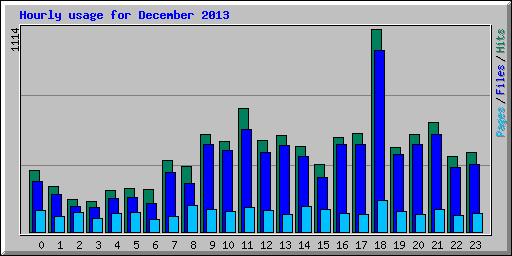 Hourly usage for December 2013
1114
Pages/Files/Hits
0 1 2 3 4 5 6 7 8 9 10 11 12 13 14 15 16 17 18 19 20 21 22 23